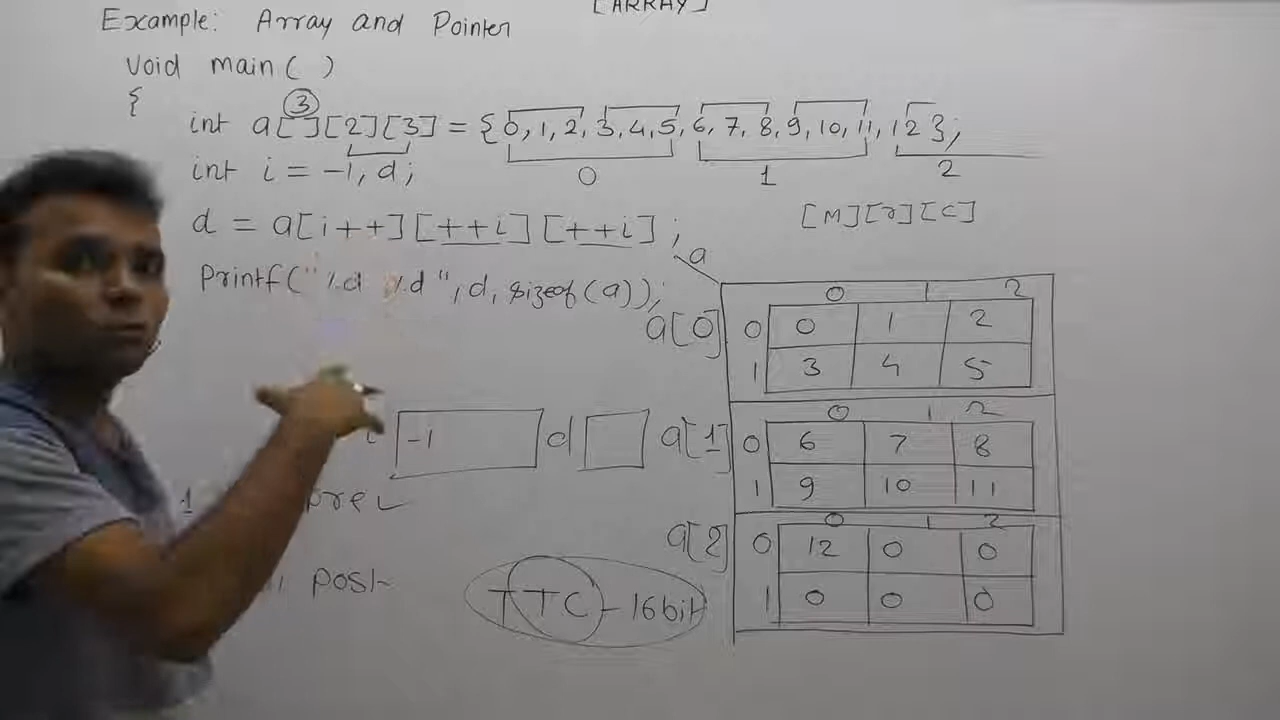 [ARRAY]
Example: Array and Pointer
Void main( )
{
3
int a[ ][2][3] = {0, 1, 2, 3, 4, 5, 6, 7, 8, 9, 10, 11, 12};
int i = -1, d;
0 1 2
d = a[i++][++i][++i];
[M][r][C]
a
Printf("%d %d", d, sizeof(a));
0 1 2
a[0] 0 0 1 2
1 3 4 5
0 1 2
i -1 d a[1] 0 6 7 8
1 9 10 11
1
0 1 2
a[2] 0 12 0 0
1 0 0 0
Post
TTC - 16bit